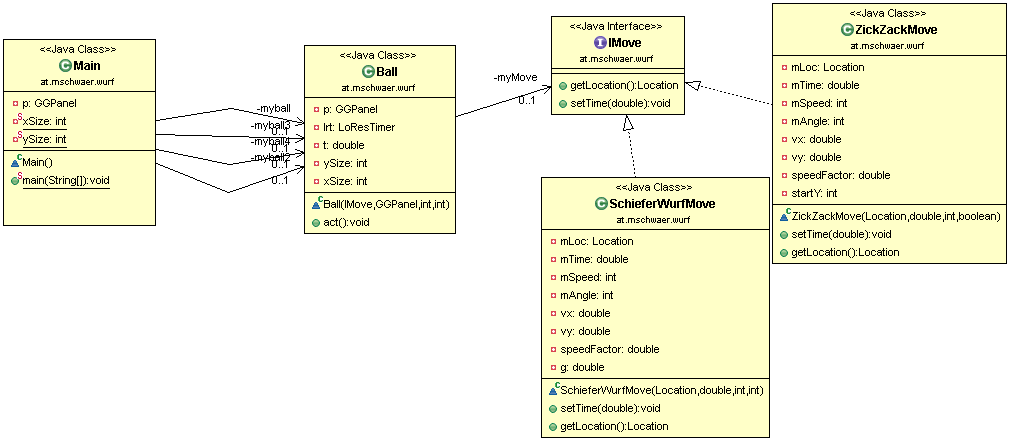 <<Java Class>>
Main
at.mschwaer.wurf
p: GGPanel
xSize: int
ySize: int
Main()
main(String[]):void
-myball
-myball3
0..1
-myball4
0..1
-myball2
0..1
0..1
<<Java Class>>
Ball
at.mschwaer.wurf
p: GGPanel
lrt: LoResTimer
t: double
ySize: int
xSize: int
Ball(IMove,GGPanel,int,int)
act():void
-myMove
0..1
<<Java Interface>>
IMove
at.mschwaer.wurf
getLocation():Location
setTime(double):void
<<Java Class>>
SchieferWurfMove
at.mschwaer.wurf
mLoc: Location
mTime: double
mSpeed: int
mAngle: int
vx: double
vy: double
speedFactor: double
g: double
SchieferWurfMove(Location,double,int,int)
setTime(double):void
getLocation():Location
<<Java Class>>
ZickZackMove
at.mschwaer.wurf
mLoc: Location
mTime: double
mSpeed: int
mAngle: int
vx: double
vy: double
speedFactor: double
startY: int
ZickZackMove(Location,double,int,boolean)
setTime(double):void
getLocation():Location